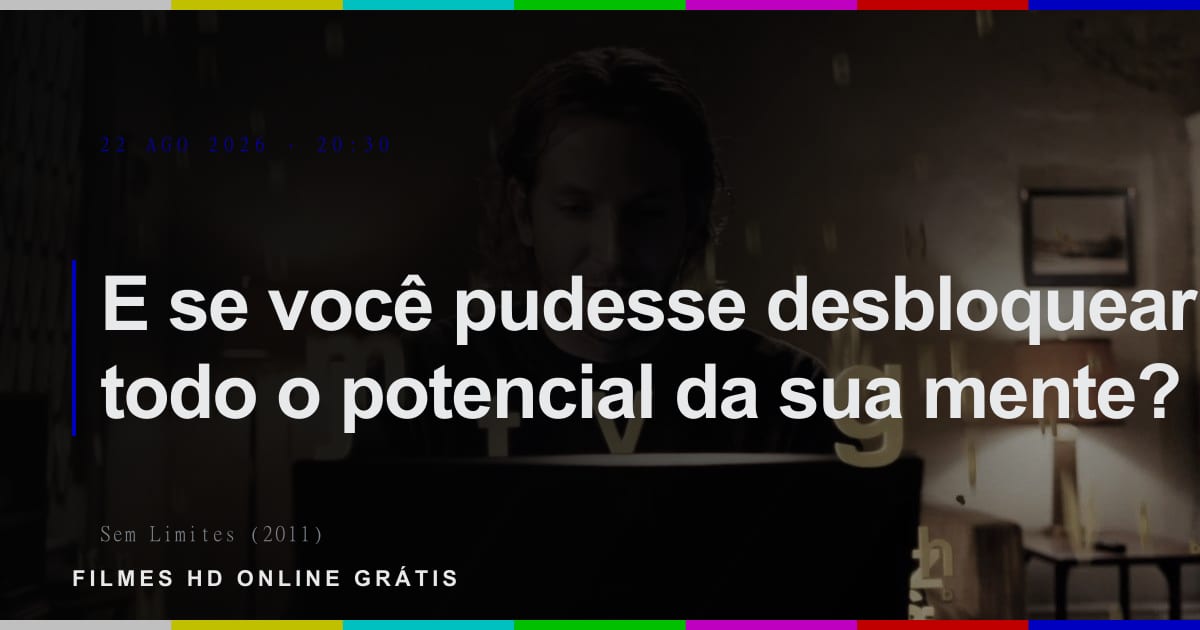 22 AGO 2026 - 20:30
E se você pudesse desbloquear
todo o potencial da sua mente?
Sem Limites (2011)
FILMES HD ONLINE GRÁTIS